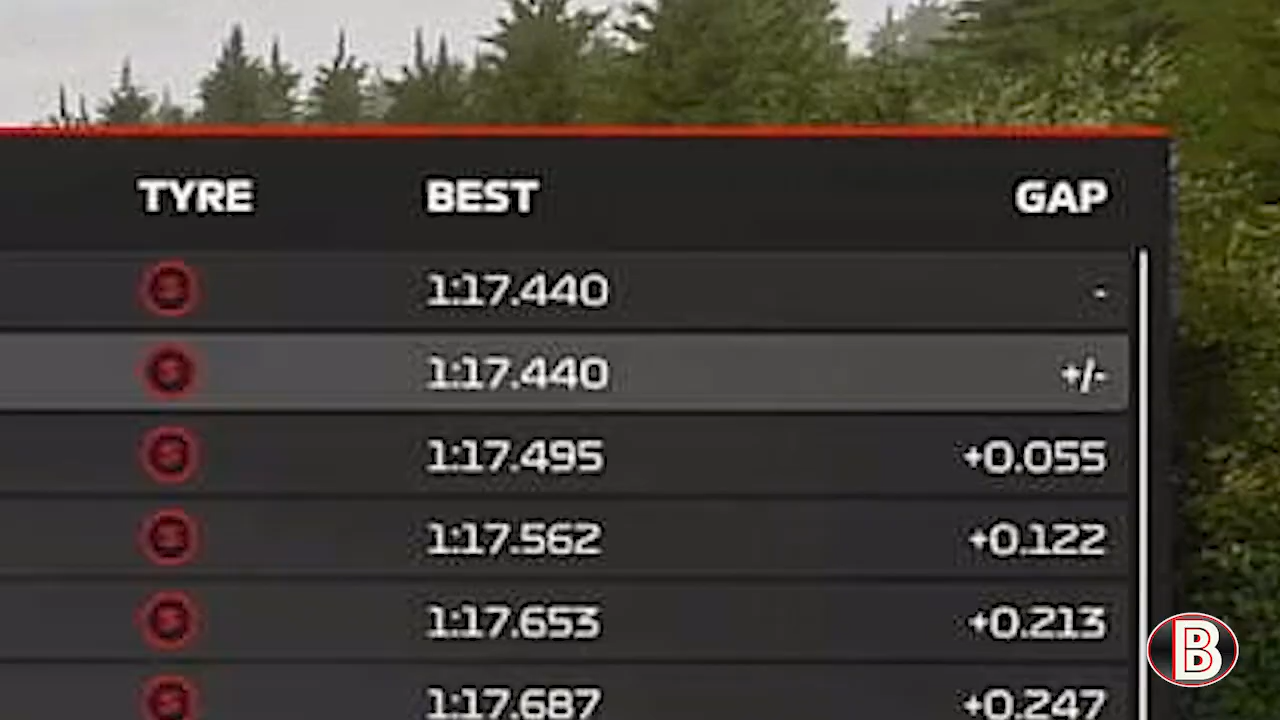 TYRE BEST GAP
S 1:17.440 -
S 1:17.440 +/-
S 1:17.495 +0.055
S 1:17.562 +0.122
S 1:17.653 +0.213
S 1:17.687 +0.247
B